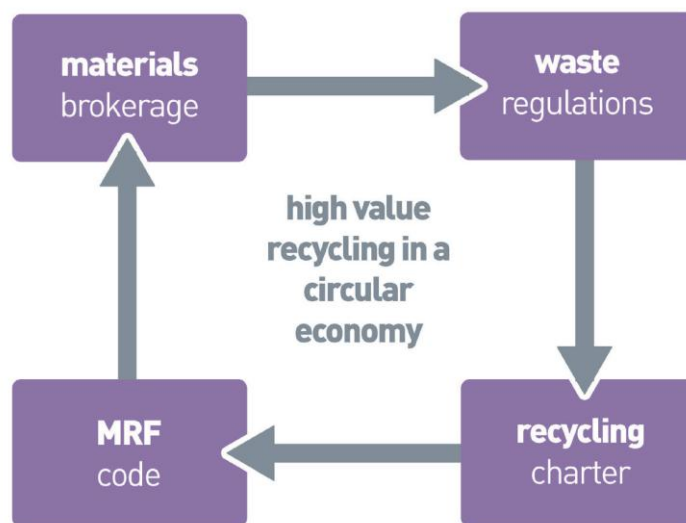 materials
brokerage
waste
regulations
high value
recycling in a
circular
economy
MRF
code
recycling
charter